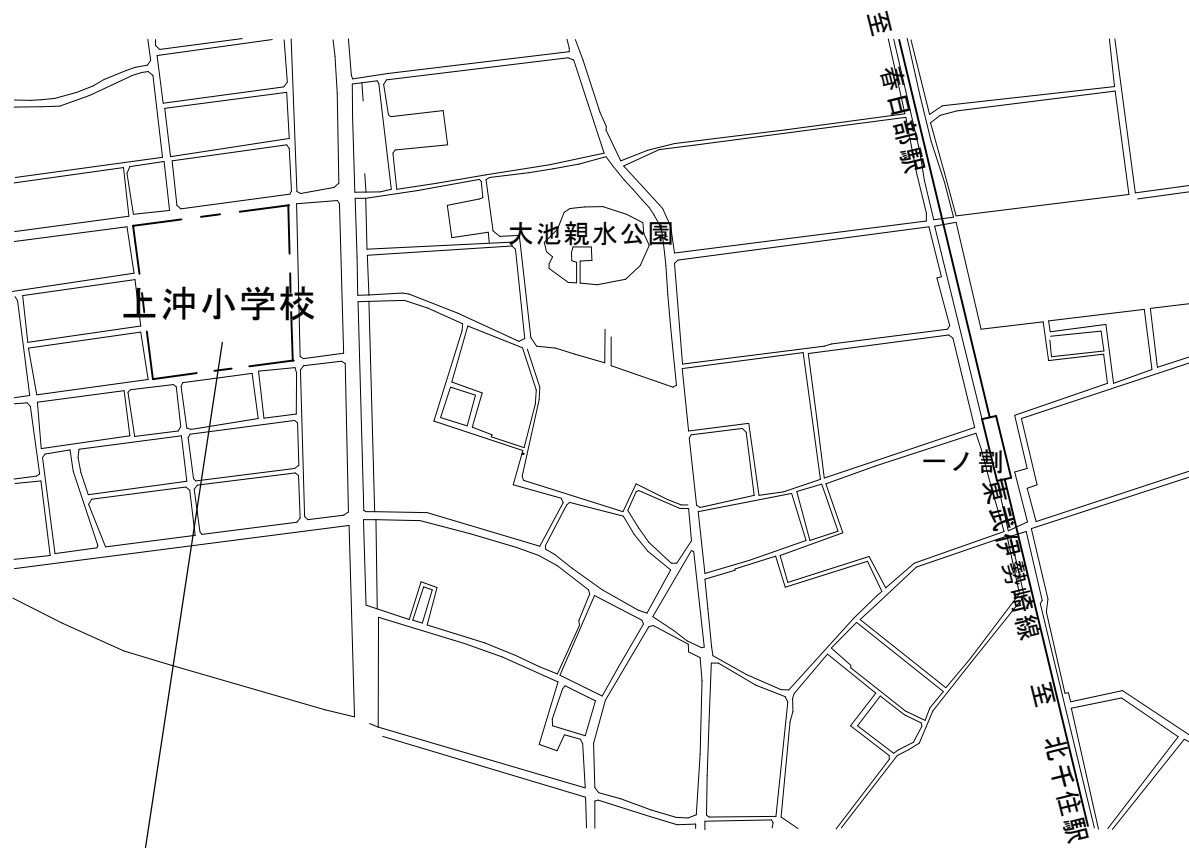 至 春日部駅
大池親水公園
上沖小学校
一ノ割
東武伊勢崎線
至 北千住駅